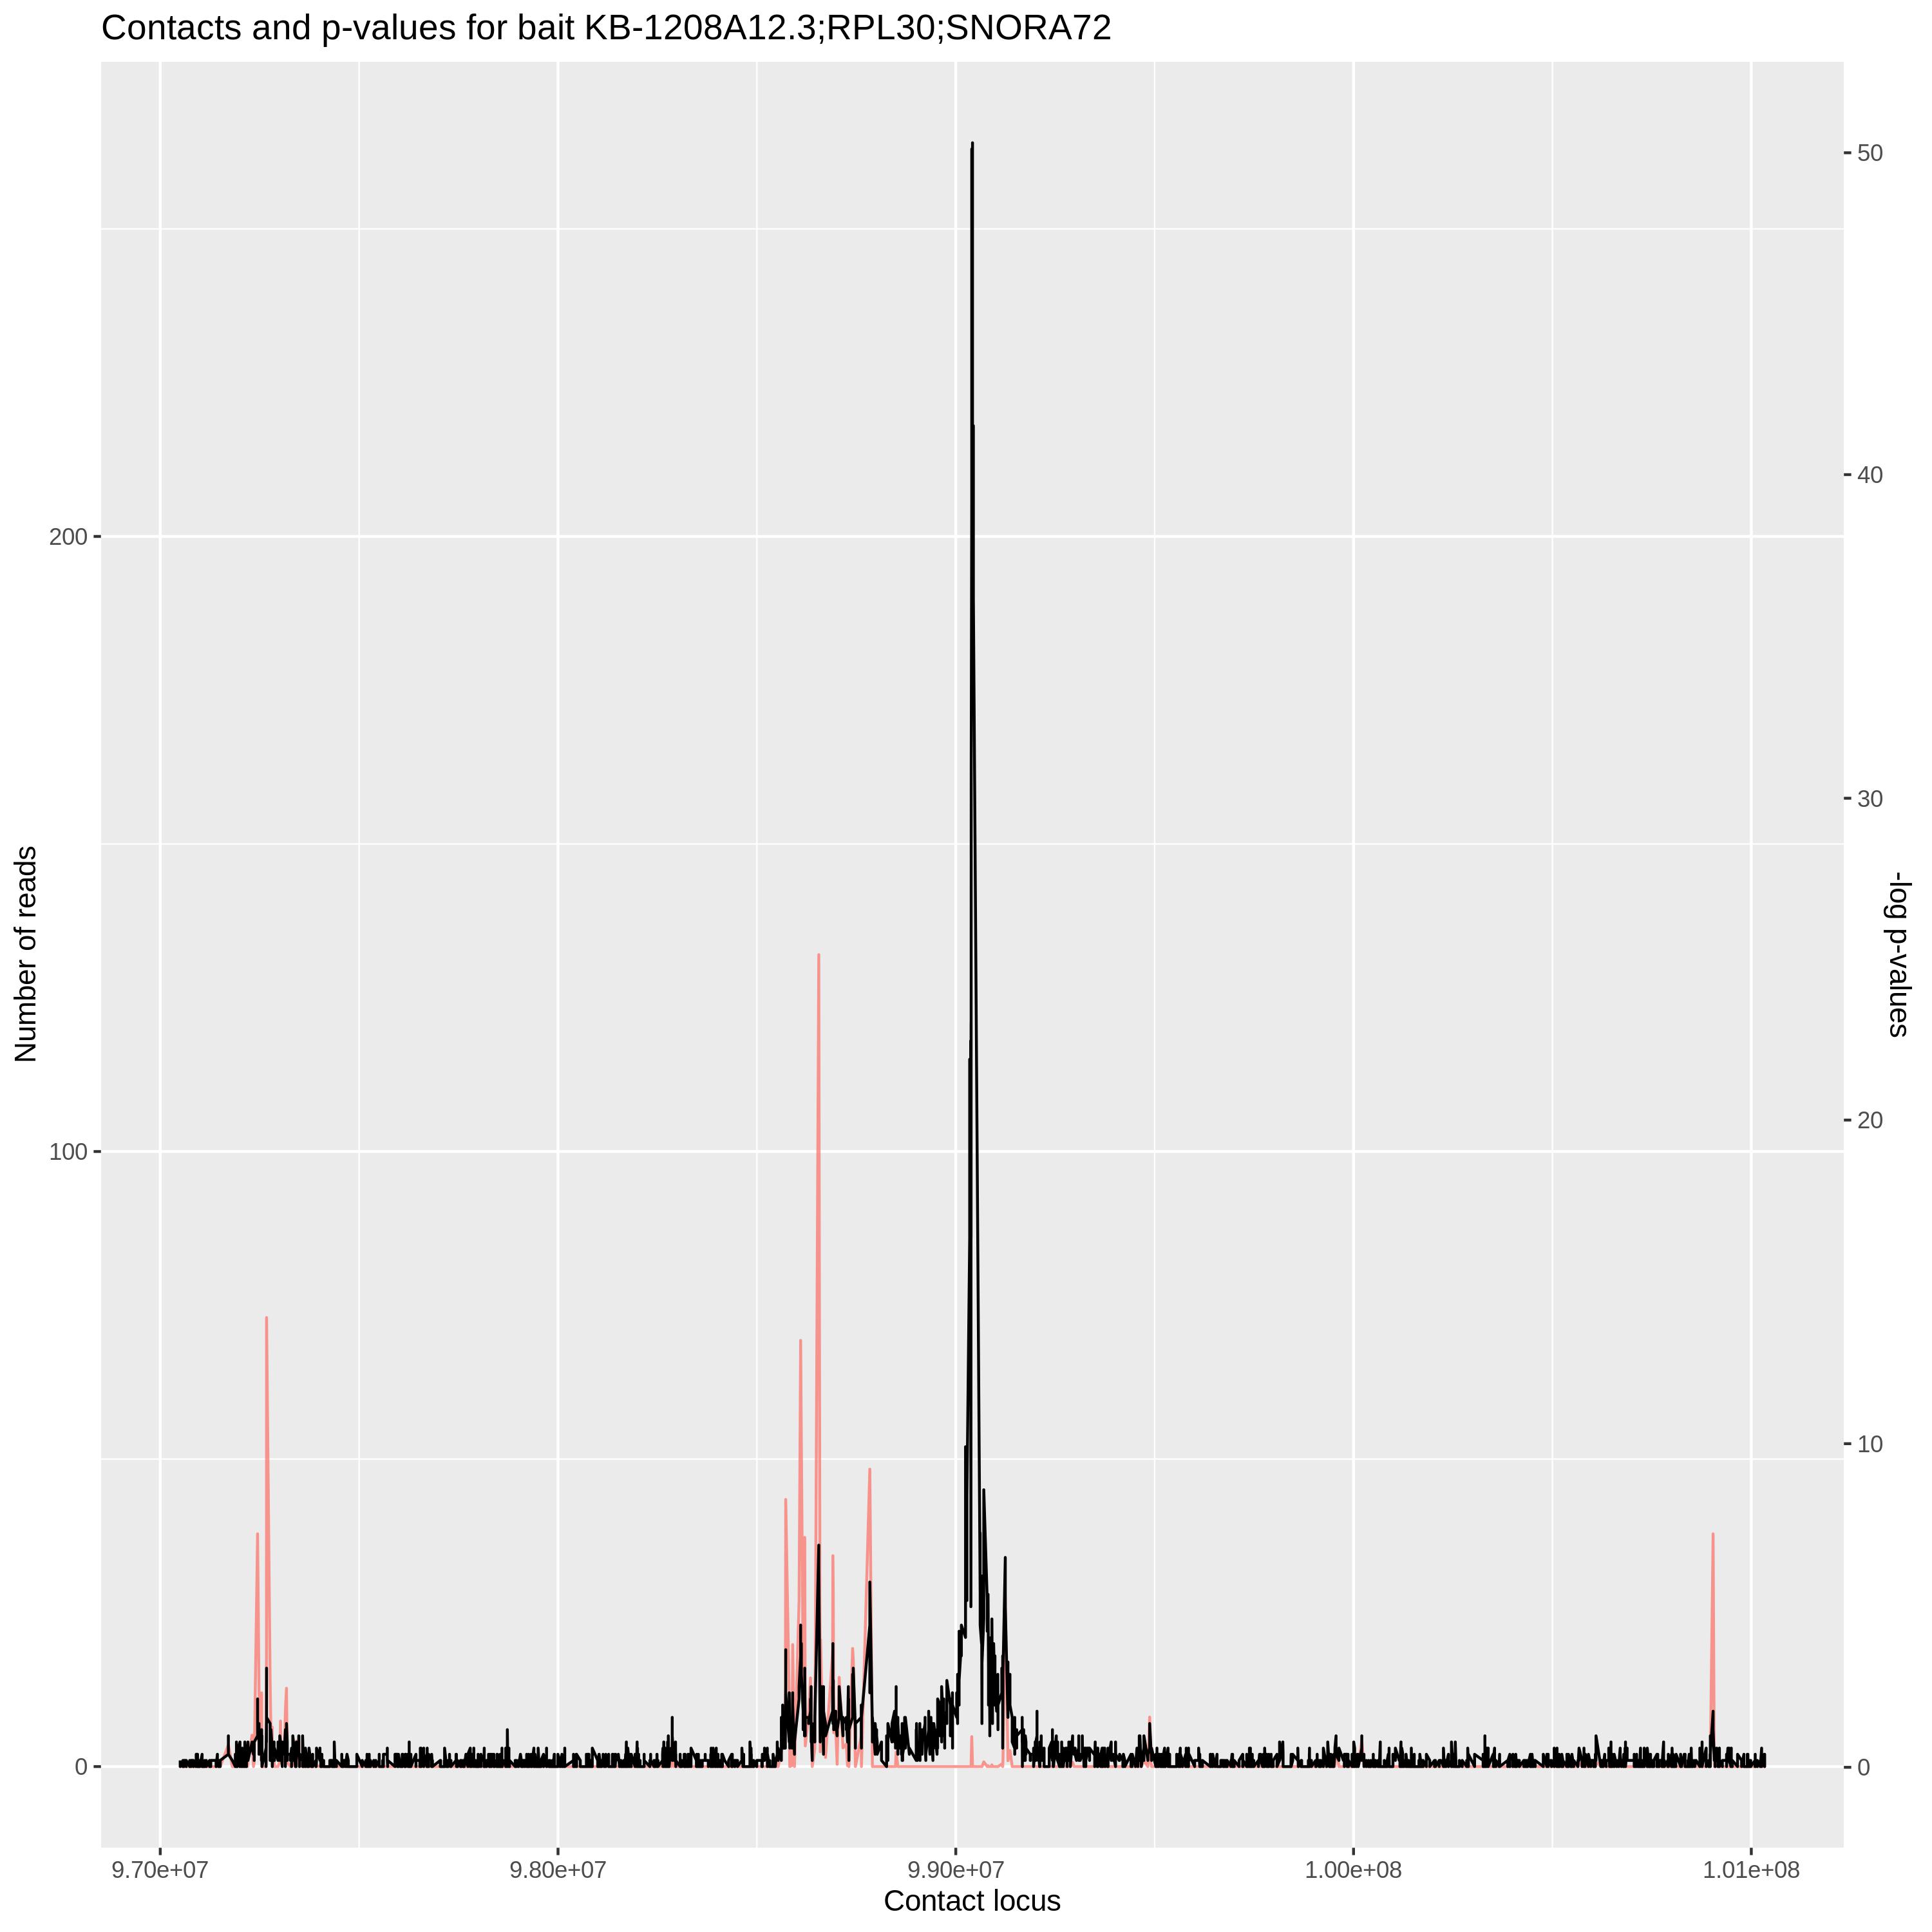 Contacts and p-values for bait KB-1208A12.3;RPL30;SNORA72
Number of reads
200
100
0
-log p-values
50
40
30
20
10
0
9.70e+07 9.80e+07 9.90e+07 1.00e+08 1.01e+08
Contact locus